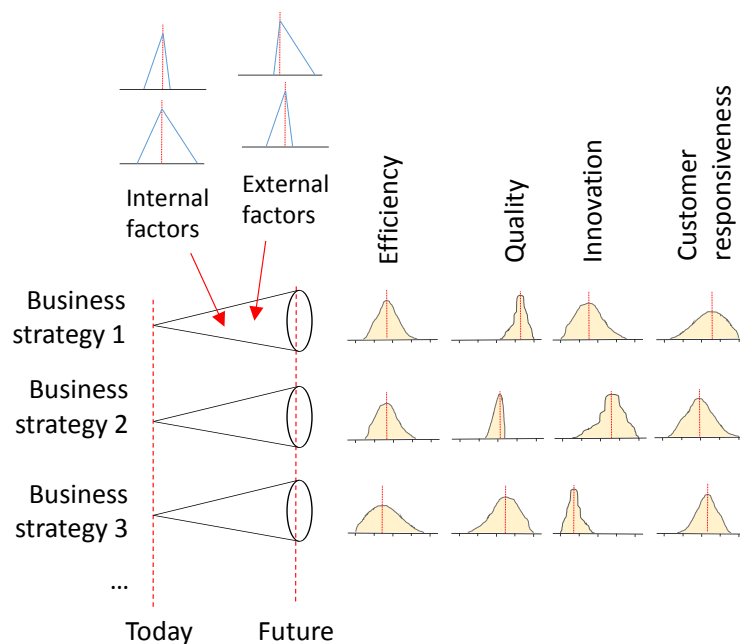 Internal
factors
External
factors
Efficiency
Quality
Innovation
Customer
responsiveness
Business
strategy 1
Business
strategy 2
Business
strategy 3
...
Today
Future